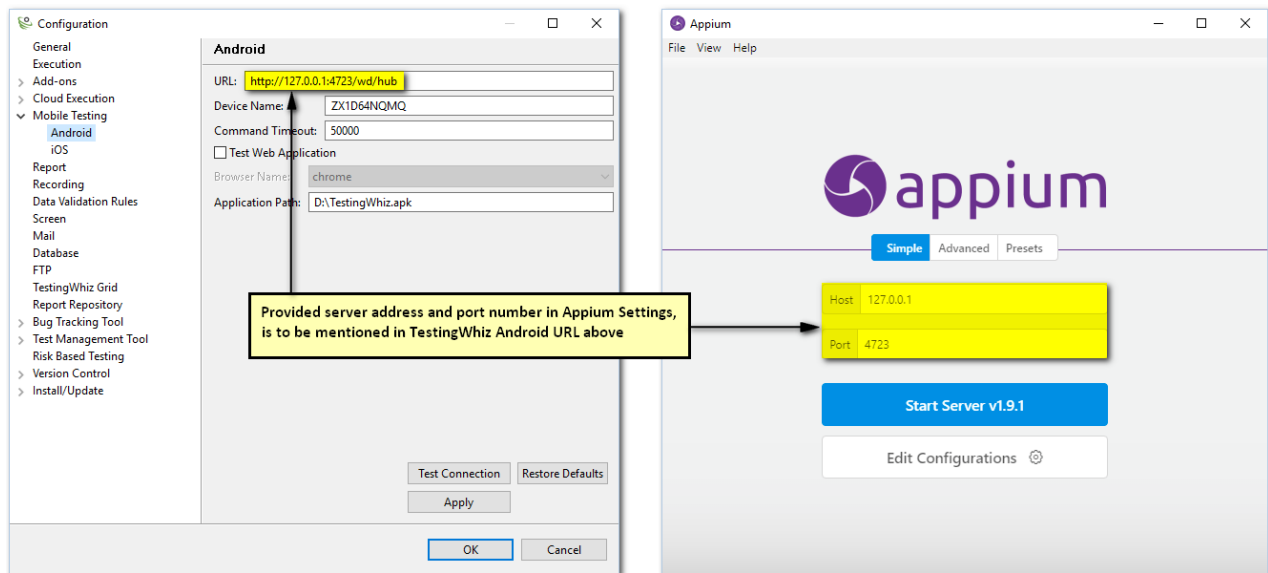 Configuration
General
Execution
Add-ons
Cloud Execution
Mobile Testing
Android
iOS
Report
Recording
Data Validation Rules
Screen
Mail
Database
FTP
TestingWhiz Grid
Report Repository
Bug Tracking Tool
Test Management Tool
Risk Based Testing
Version Control
Install/Update
Android
URL: http://127.0.0.1:4723/wd/hub
Device Name: ZX1D64NQMQ
Command Timeout: 50000
Test Web Application
Browser Name: chrome
Application Path: D:\TestingWhiz.apk
Test Connection Restore Defaults
Apply
OK Cancel
Provided server address and port number in Appium Settings,
is to be mentioned in TestingWhiz Android URL above
Appium
File View Help
appium
Simple Advanced Presets
Host 127.0.0.1
Port 4723
Start Server v1.9.1
Edit Configurations